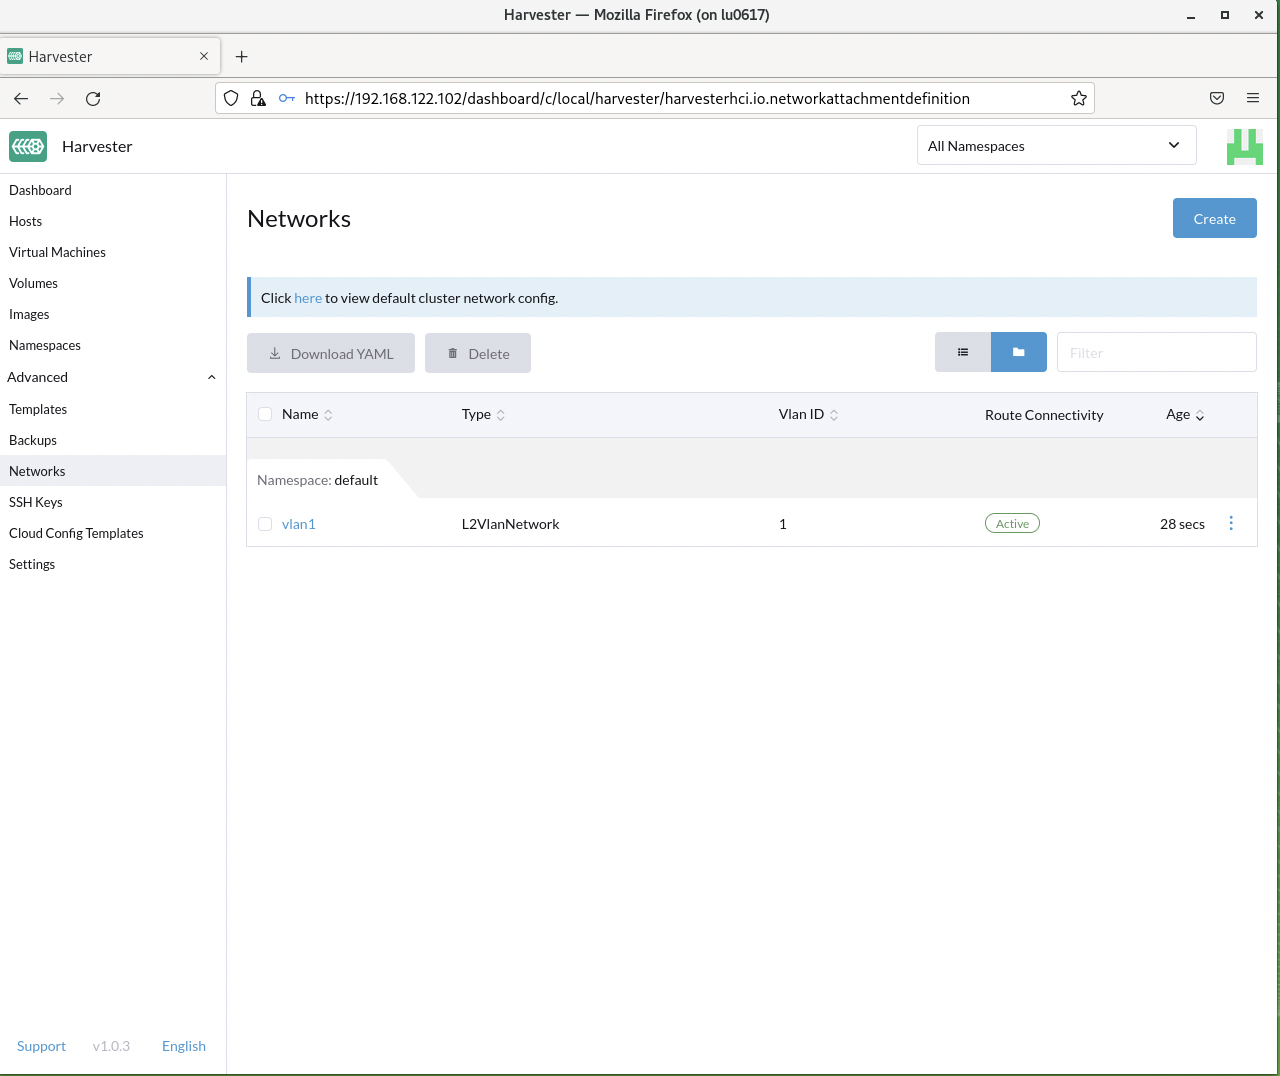 Harvester — Mozilla Firefox (on lu0617)
Harvester
https://192.168.122.102/dashboard/c/local/harvester/harvesterhci.io.networkattachmentdefinition
Harvester
All Namespaces
Dashboard
Hosts
Virtual Machines
Volumes
Images
Namespaces
Advanced
Templates
Backups
Networks
SSH Keys
Cloud Config Templates
Settings
Networks
Create
Click here to view default cluster network config.
Download YAML Delete Filter
Name Type Vlan ID Route Connectivity Age
Namespace: default
vlan1 L2VlanNetwork 1 Active 28 secs
Support v1.0.3 English